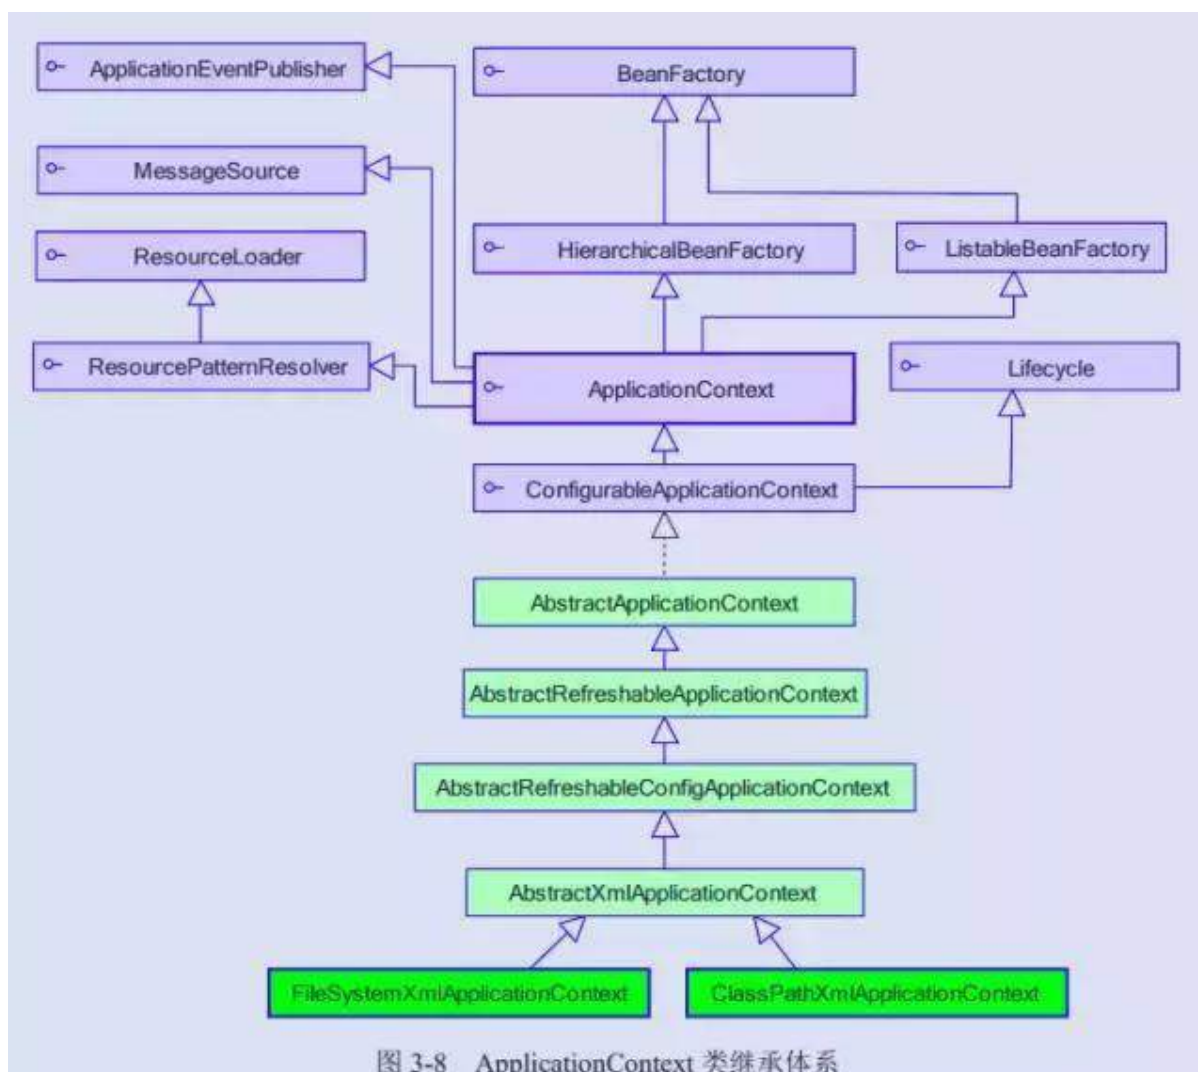 ApplicationEventPublisher
BeanFactory
MessageSource
ResourceLoader
HierarchicalBeanFactory
ListableBeanFactory
ResourcePatternResolver
ApplicationContext
Lifecycle
ConfigurableApplicationContext
AbstractApplicationContext
AbstractRefreshableApplicationContext
AbstractRefreshableConfigApplicationContext
AbstractXmlApplicationContext
FileSystemXmlApplicationContext
ClassPathXmlApplicationContext
图 3-8 ApplicationContext 类继承体系